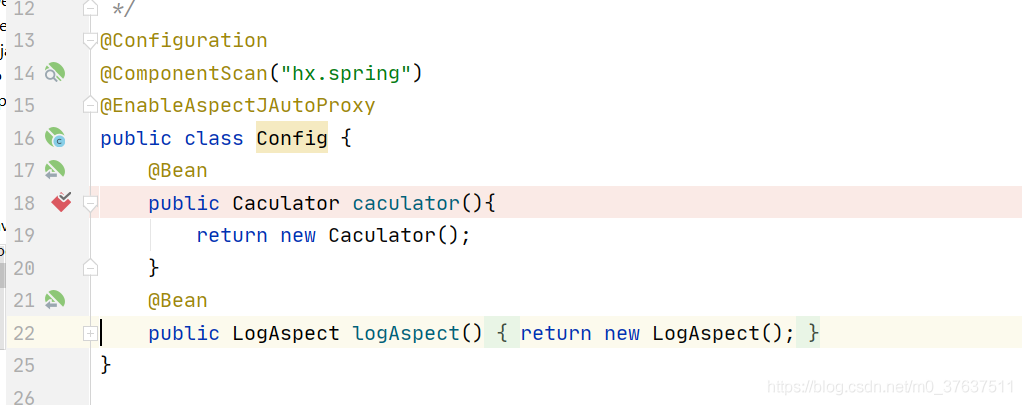 12 */
13 @Configuration
14 @ComponentScan("hx.spring")
15 @EnableAspectJAutoProxy
16 public class Config {
17 @Bean
18 public Caculator caculator(){
19 return new Caculator();
20 }
21 @Bean
22 public LogAspect logAspect() { return new LogAspect(); }
25 }
26
https://blog.csdn.net/m0_37637511